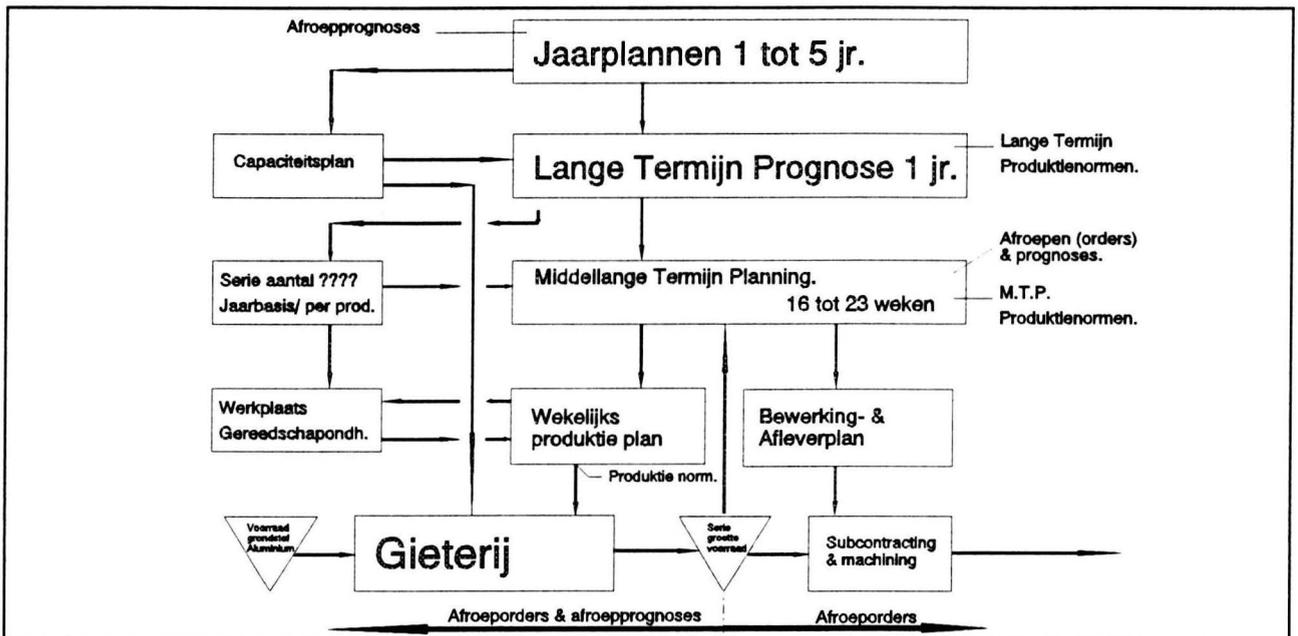 Afroepprognoses
Jaarplannen 1 tot 5 jr.
Capaciteitsplan
Lange Termijn Prognose 1 jr.
Lange Termijn
Produktienormen.
Serie aantal ????
Jaarbasis/ per prod.
Middellange Termijn Planning.
16 tot 23 weken
Afroepen (orders)
& prognoses.
M.T.P.
Produktienormen.
Werkplaats
Gereedschapondh.
Wekelijks
produktie plan
Bewerking- &
Afleverplan
Produktie norm.
Voorraad
grondstof
Aluminium
Gieterij
Serie
grootte
voorraad
Subcontracting
& machining
Afroeporders & afroepprognoses
Afroeporders